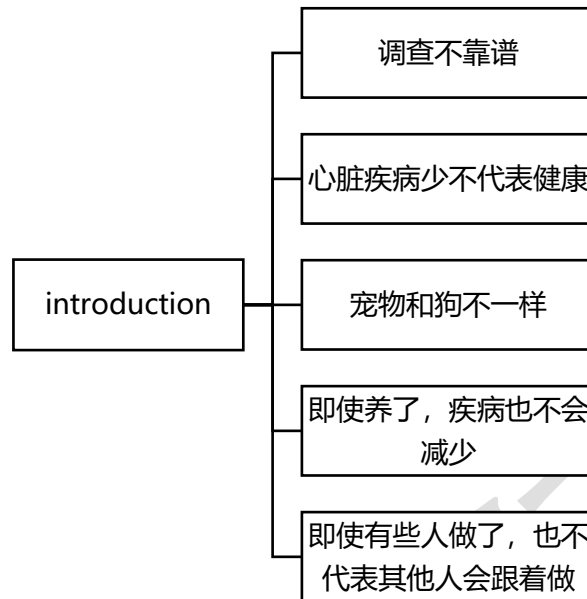 调查不靠谱
心脏疾病少不代表健康
introduction
宠物和狗不一样
即使养了，疾病也不会
减少
即使有些人做了，也不
代表其他人会跟着做